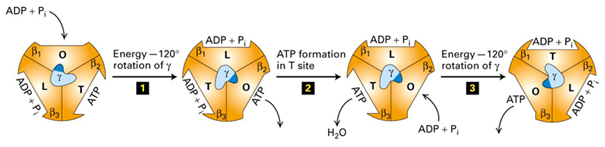 ADP + Pi
β1
O
β2
γ
L
T
ADP + Pi
ATP
β3
Energy—120°
rotation of γ
1
ADP + Pi
β1
L
β2
γ
T
O
ADP + Pi
ATP
β3
ATP formation
in T site
2
ADP + Pi
β1
L
β2
γ
T
O
ATP
β3
H2O
ADP + Pi
Energy—120°
rotation of γ
3
ADP + Pi
β1
T
β2
γ
O
L
ATP
ADP + Pi
β3